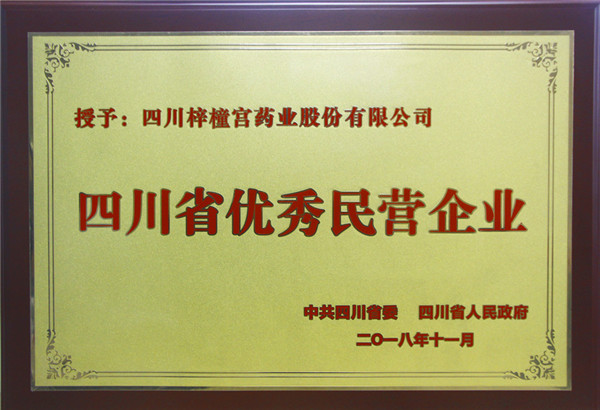 授予：四川梓橦宫药业股份有限公司
四川省优秀民营企业
中共四川省委 四川省人民政府
二〇一八年十一月